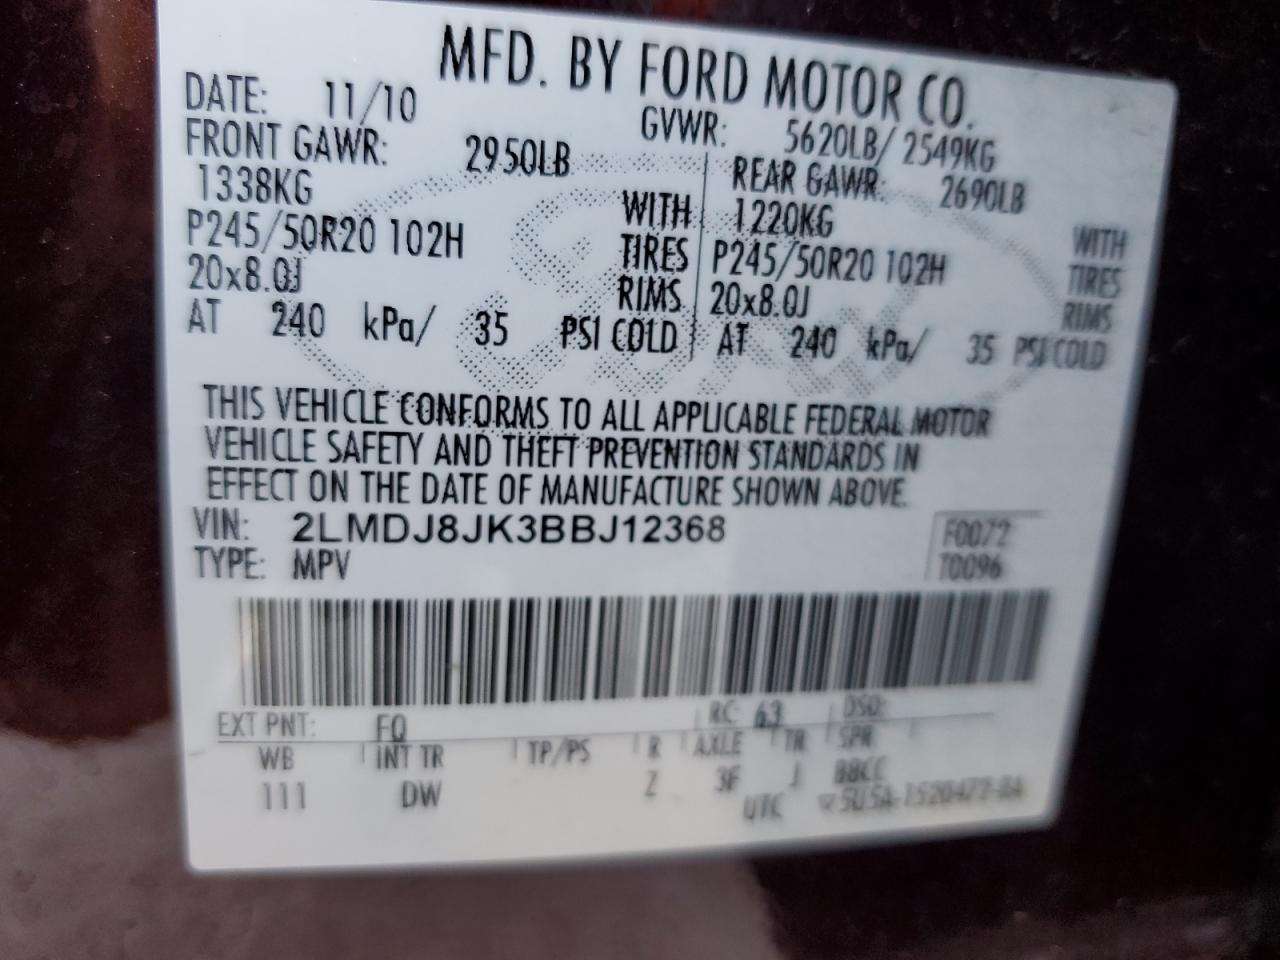 MFD. BY FORD MOTOR CO.
DATE: 11/10 GVWR: 5620LB/ 2549KG
FRONT GAWR: 2950LB REAR GAWR: 2690LB
1338KG WITH 1220KG WITH
P245/50R20 102H TIRES P245/50R20 102H TIRES
20x8.0J RIMS 20x8.0J RIMS
AT 240 kPa/ 35 PSI COLD AT 240 kPa/ 35 PSI COLD
THIS VEHICLE CONFORMS TO ALL APPLICABLE FEDERAL MOTOR
VEHICLE SAFETY AND THEFT PREVENTION STANDARDS IN
EFFECT ON THE DATE OF MANUFACTURE SHOWN ABOVE.
VIN: 2LMDJ8JK3BBJ12368 F0072
TYPE: MPV T0096
EXT PNT: FQ RC: 63 DSO:
WB INT TR TP/PS R AXLE TR SPR
111 DW Z 3F J BBCC
UTC